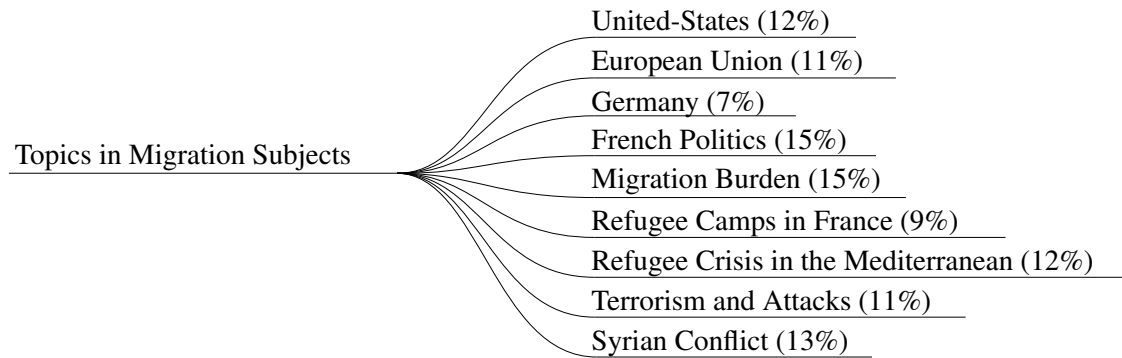 United-States (12%)
European Union (11%)
Germany (7%)
French Politics (15%)
Topics in Migration Subjects
Migration Burden (15%)
Refugee Camps in France (9%)
Refugee Crisis in the Mediterranean (12%)
Terrorism and Attacks (11%)
Syrian Conflict (13%)